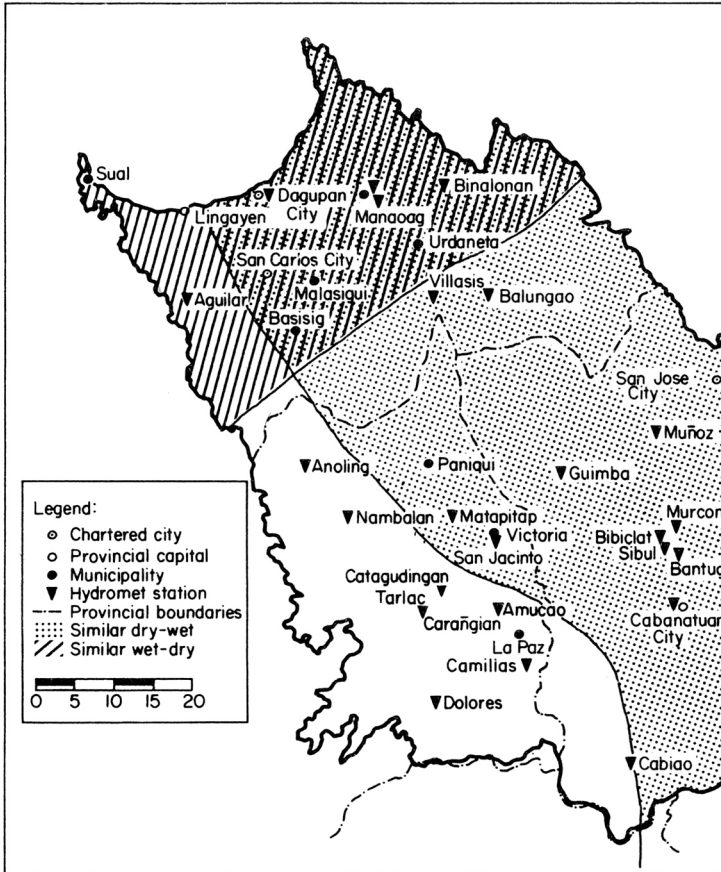 Sual
Dagupan
City
Binalonan
Manaoag
Lingayen
Urdaneta
San Carlos City
Malasiqui
Villasis
Balungao
Aguilar
Basisig
San Jose
City
Muñoz
Anoling
Paniqui
Guimba
Nambalan
Matapitap
Victoria
San Jacinto
Murcon
Bibiclat
Sibul
Bantug
Catagudingan
Tarlac
Carangian
Amucao
Cabanatuan
City
La Paz
Camilias
Dolores
Cabiao
Legend:
Chartered city
Provincial capital
Municipality
Hydromet station
Provincial boundaries
Similar dry-wet
Similar wet-dry
0 5 10 15 20